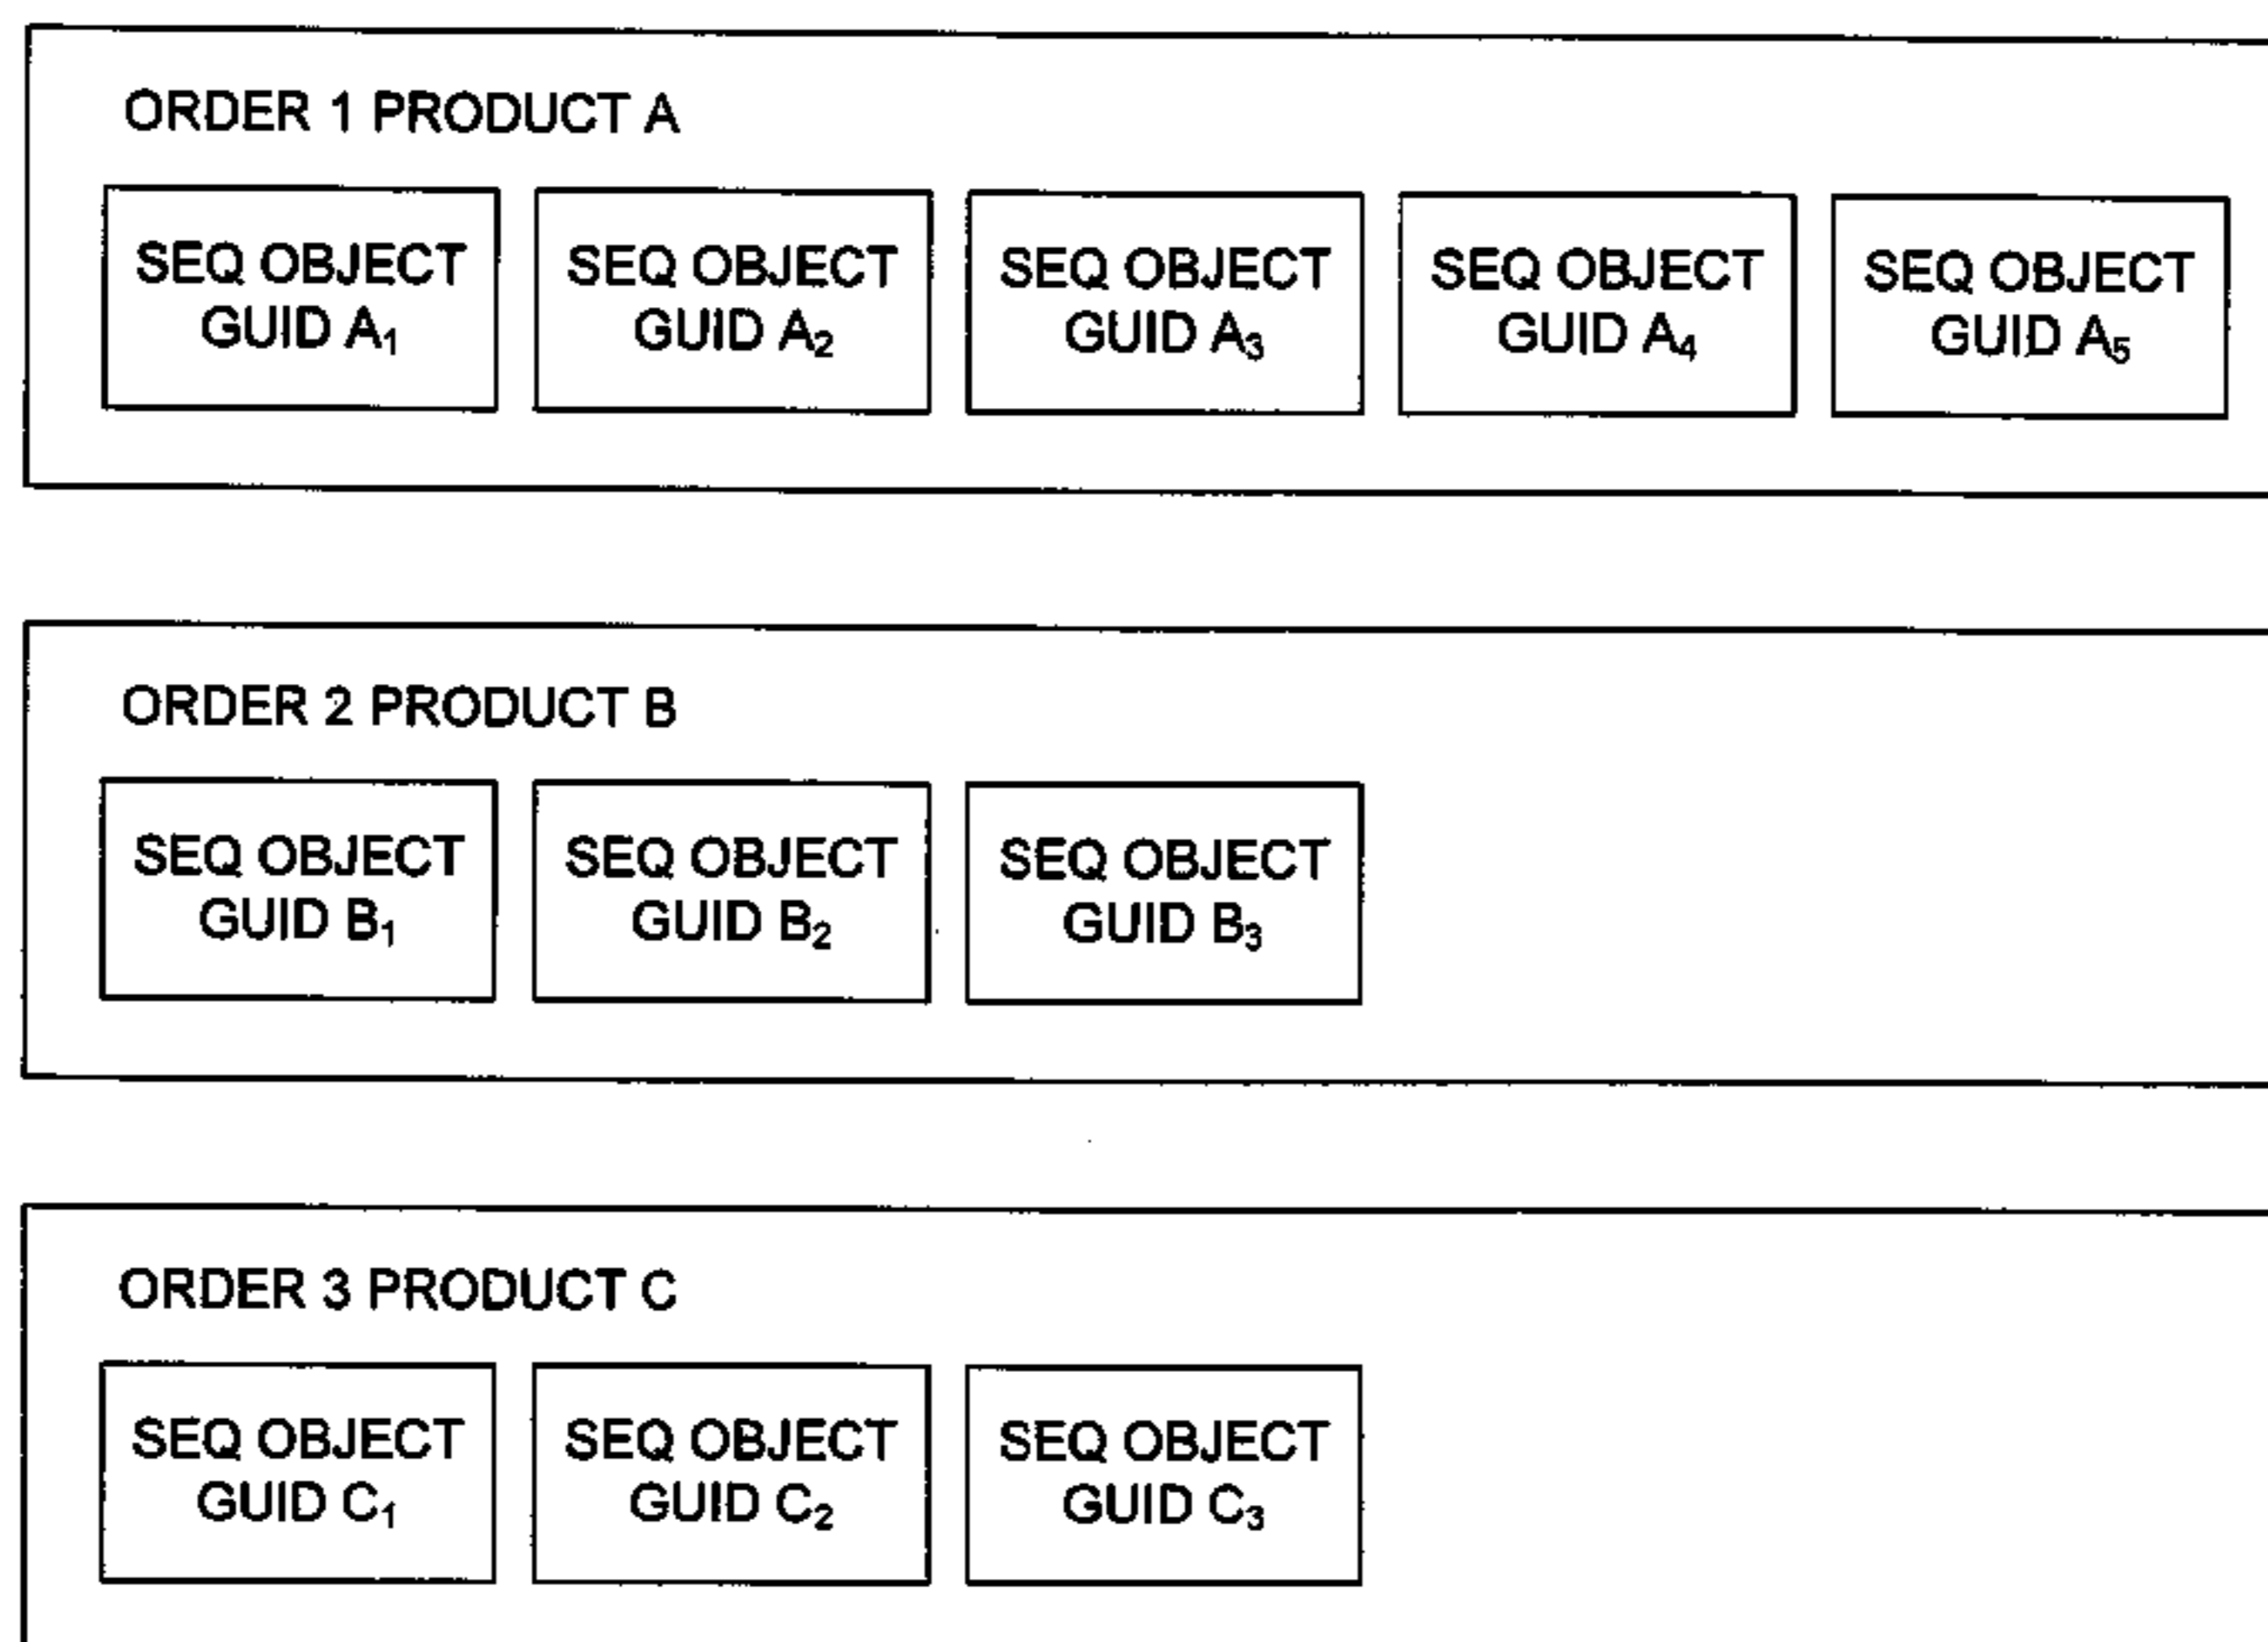 ORDER 1 PRODUCT A
SEQ OBJECT
GUID A₁
SEQ OBJECT
GUID A₂
SEQ OBJECT
GUID A₃
SEQ OBJECT
GUID A₄
SEQ OBJECT
GUID A₅
ORDER 2 PRODUCT B
SEQ OBJECT
GUID B₁
SEQ OBJECT
GUID B₂
SEQ OBJECT
GUID B₃
ORDER 3 PRODUCT C
SEQ OBJECT
GUID C₁
SEQ OBJECT
GUID C₂
SEQ OBJECT
GUID C₃